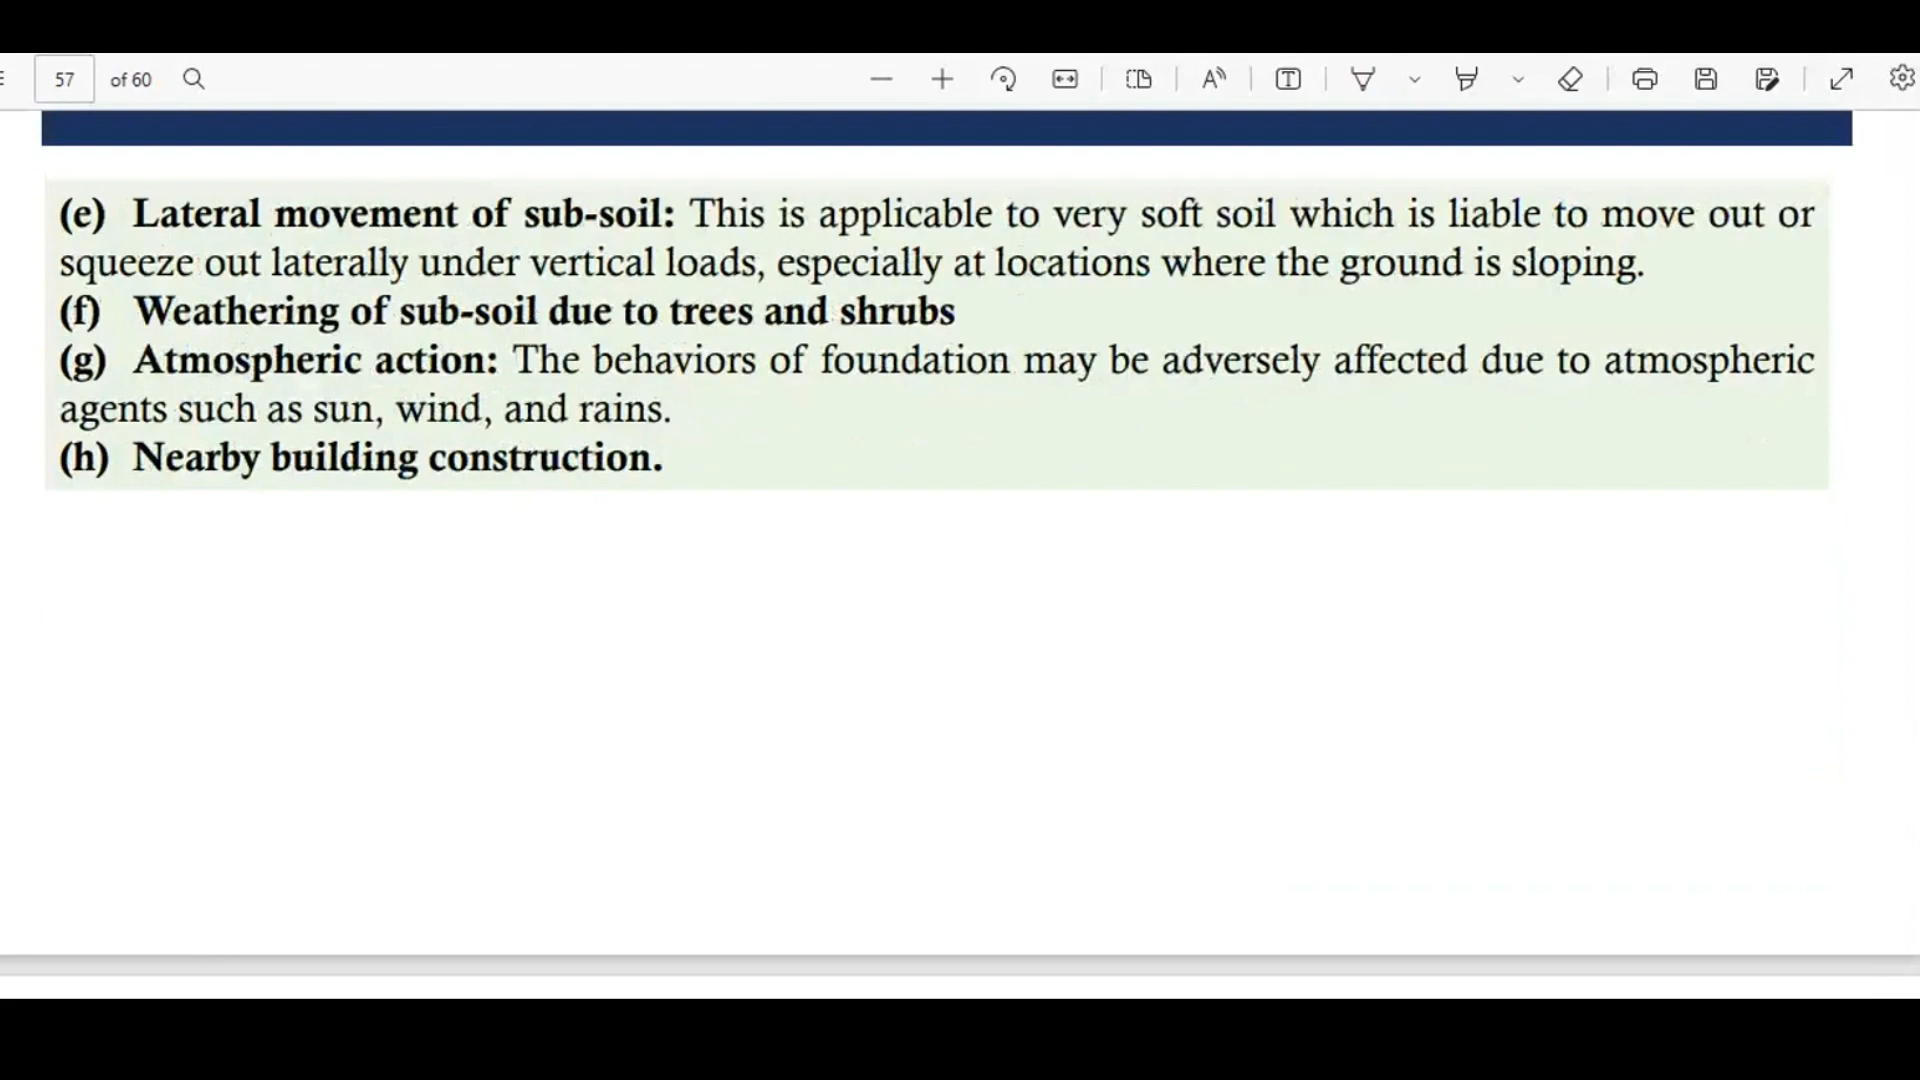 57 of 60
(e) Lateral movement of sub-soil: This is applicable to very soft soil which is liable to move out or
squeeze out laterally under vertical loads, especially at locations where the ground is sloping.
(f) Weathering of sub-soil due to trees and shrubs
(g) Atmospheric action: The behaviors of foundation may be adversely affected due to atmospheric
agents such as sun, wind, and rains.
(h) Nearby building construction.